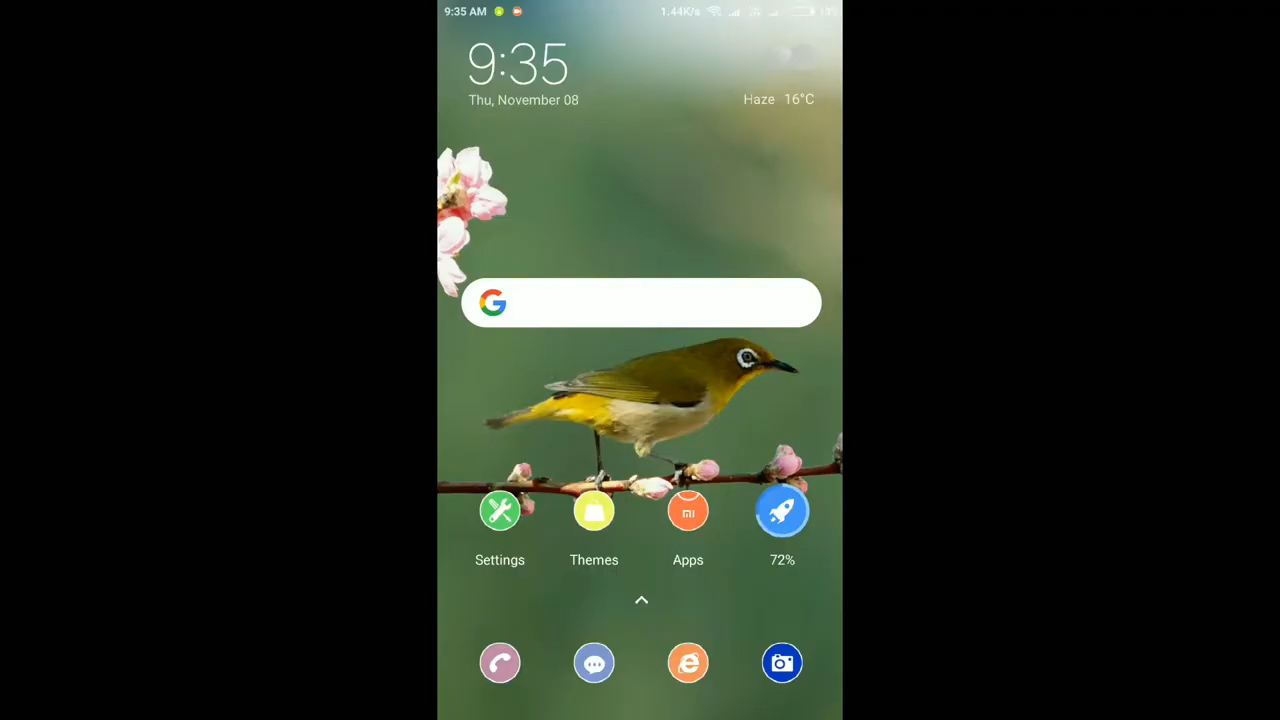 9:35 AM 1.44K/s
9:35
Thu, November 08
Haze 16°C
G
Settings Themes Apps 72%